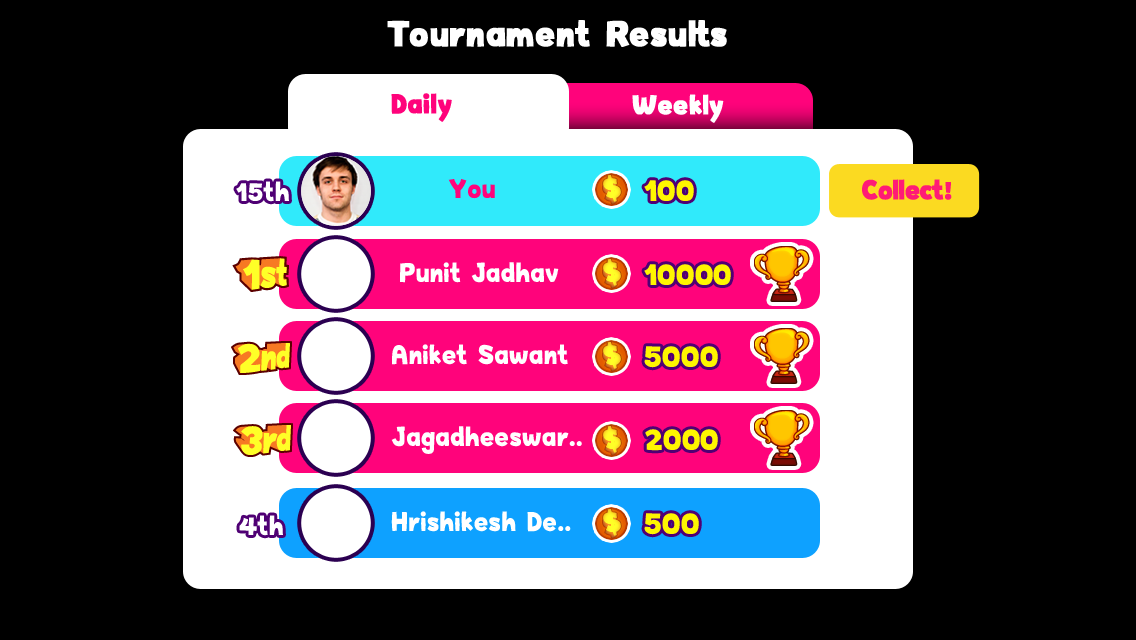 Tournament Results
Daily Weekly
15th You $ 100 Collect!
1st Punit Jadhav $ 10000
2nd Aniket Sawant $ 5000
3rd Jagadheeswar.. $ 2000
4th Hrishikesh De.. $ 500